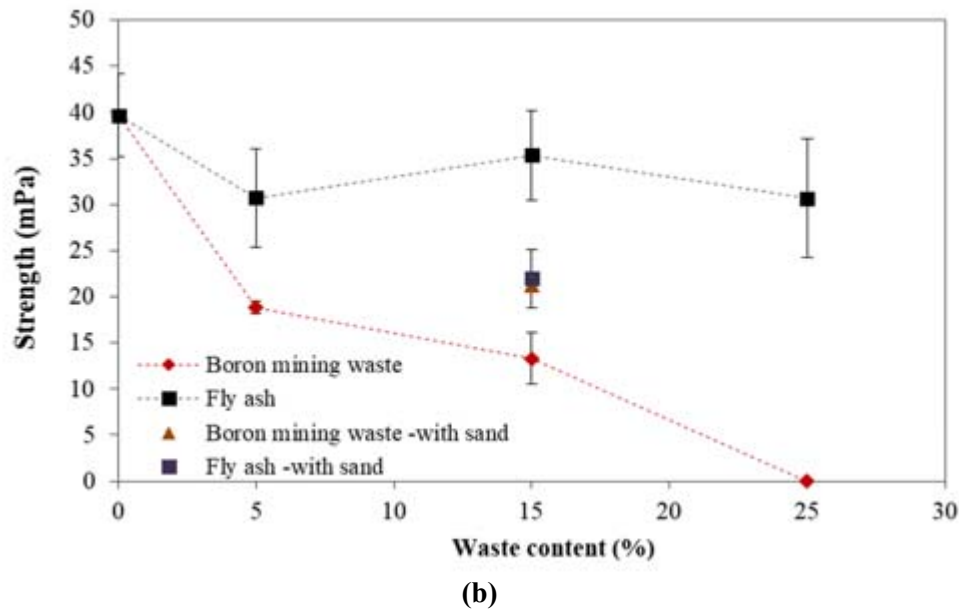 50
45
40
35
30
25
20
15
10
5
0
Strength (mPa)
Boron mining waste
Fly ash
Boron mining waste -with sand
Fly ash -with sand
0 5 10 15 20 25 30
Waste content (%)
(b)